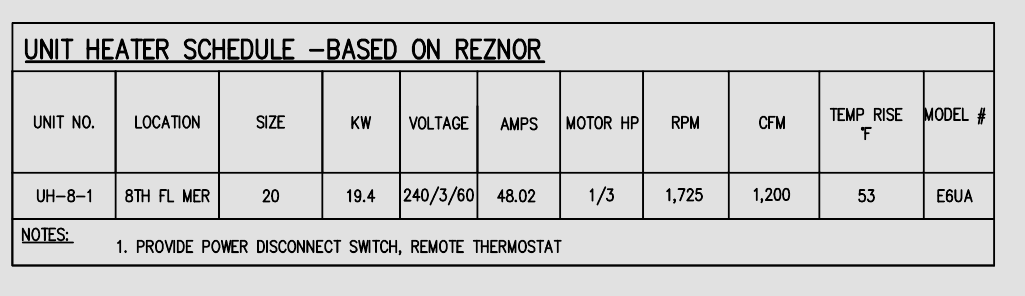 UNIT HEATER SCHEDULE -BASED ON REZNOR
UNIT NO. LOCATION SIZE KW VOLTAGE AMPS MOTOR HP RPM CFM TEMP RISE °F MODEL #
UH-8-1 8TH FL MER 20 19.4 240/3/60 48.02 1/3 1,725 1,200 53 E6UA
NOTES:
1. PROVIDE POWER DISCONNECT SWITCH, REMOTE THERMOSTAT